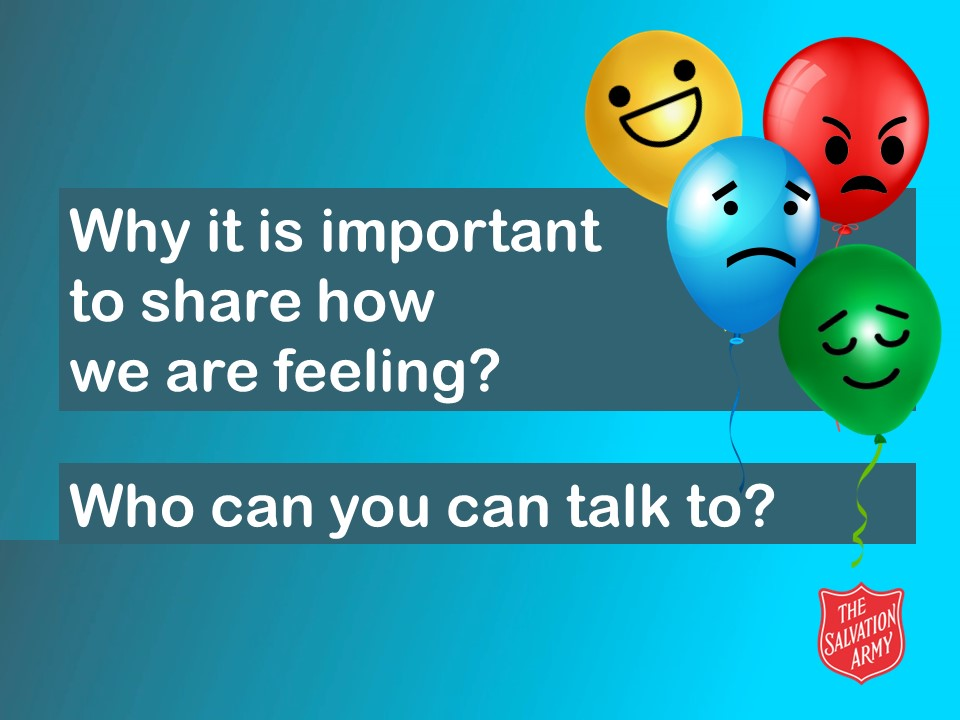 Why it is important
to share how
we are feeling?
Who can you can talk to?
THE
SALVATION
ARMY